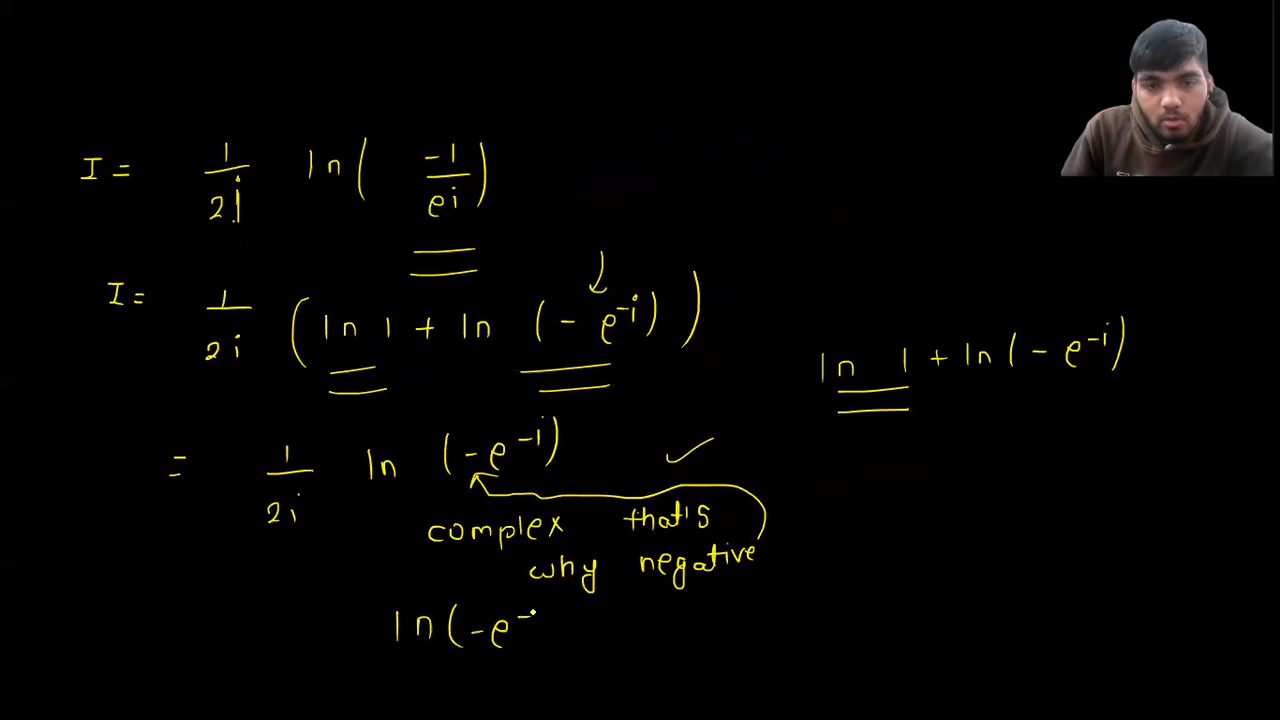 I = 1/2i ln( -1/ei )
I = 1/2i ( ln 1 + ln (- e^-i) )
ln 1 + ln (- e^-i)
= 1/2i ln (-e^-i)
complex that's
why negative
ln (-e^-